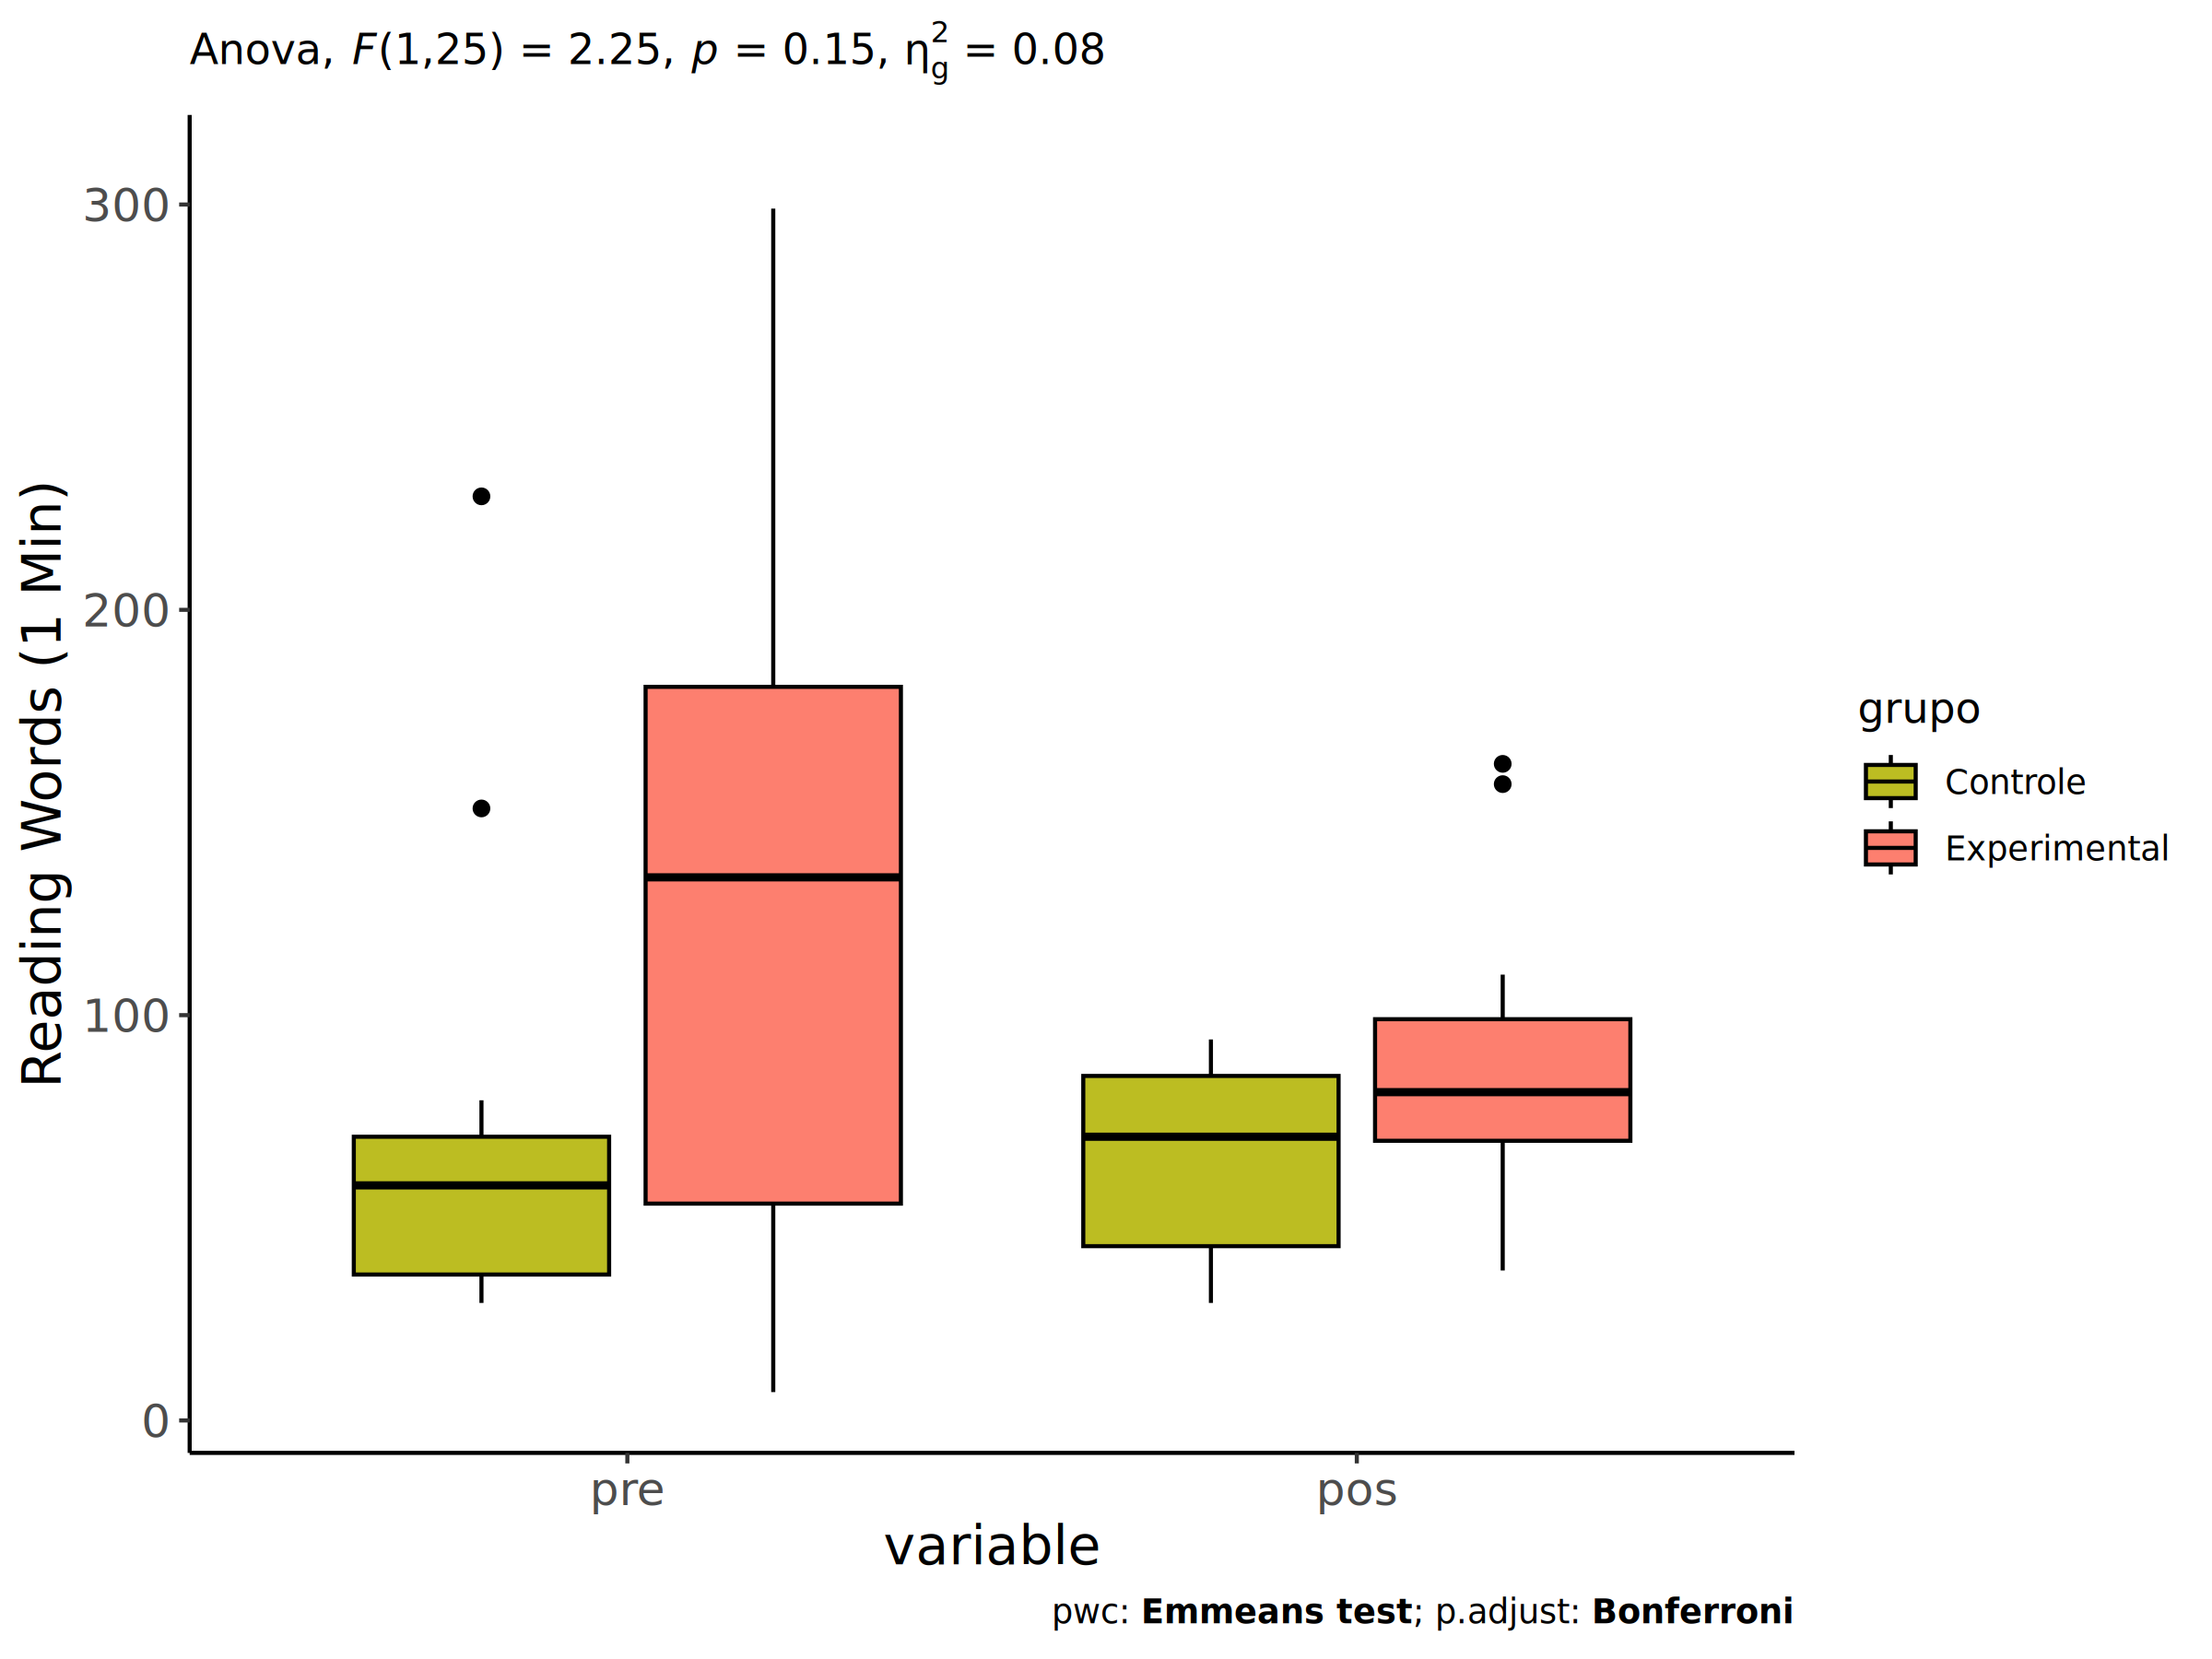 Anova, F(1,25) = 2.25, p = 0.15, η²g = 0.08
Reading Words (1 Min)
300
200
100
0
pre
pos
variable
grupo
Controle
Experimental
pwc: Emmeans test; p.adjust: Bonferroni